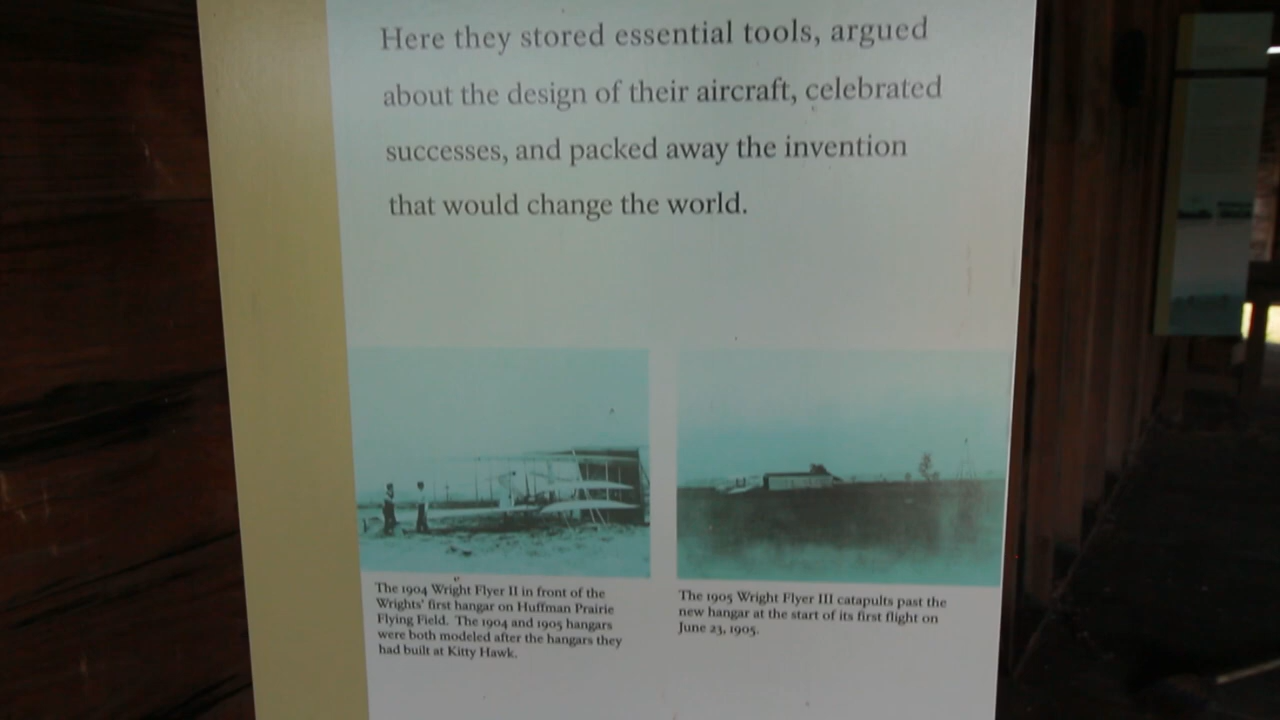 Here they stored essential tools, argued
about the design of their aircraft, celebrated
successes, and packed away the invention
that would change the world.
The 1904 Wright Flyer II in front of the
Wrights' first hangar on Huffman Prairie
Flying Field. The 1904 and 1905 hangars
were both modeled after the hangars they
had built at Kitty Hawk.
The 1905 Wright Flyer III catapults past the
new hangar at the start of its first flight on
June 23, 1905.